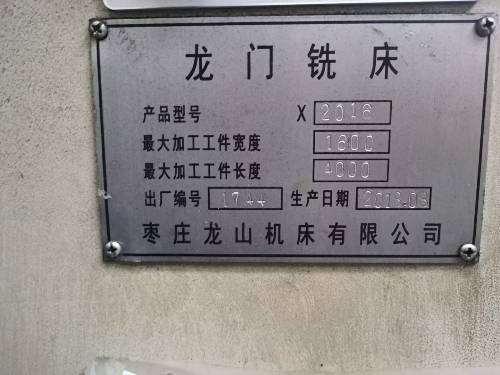 龙门铣床
产品型号 X 2016
最大加工工件宽度 1600
最大加工工件长度 4000
出厂编号 1744 生产日期 2018.08
枣庄龙山机床有限公司